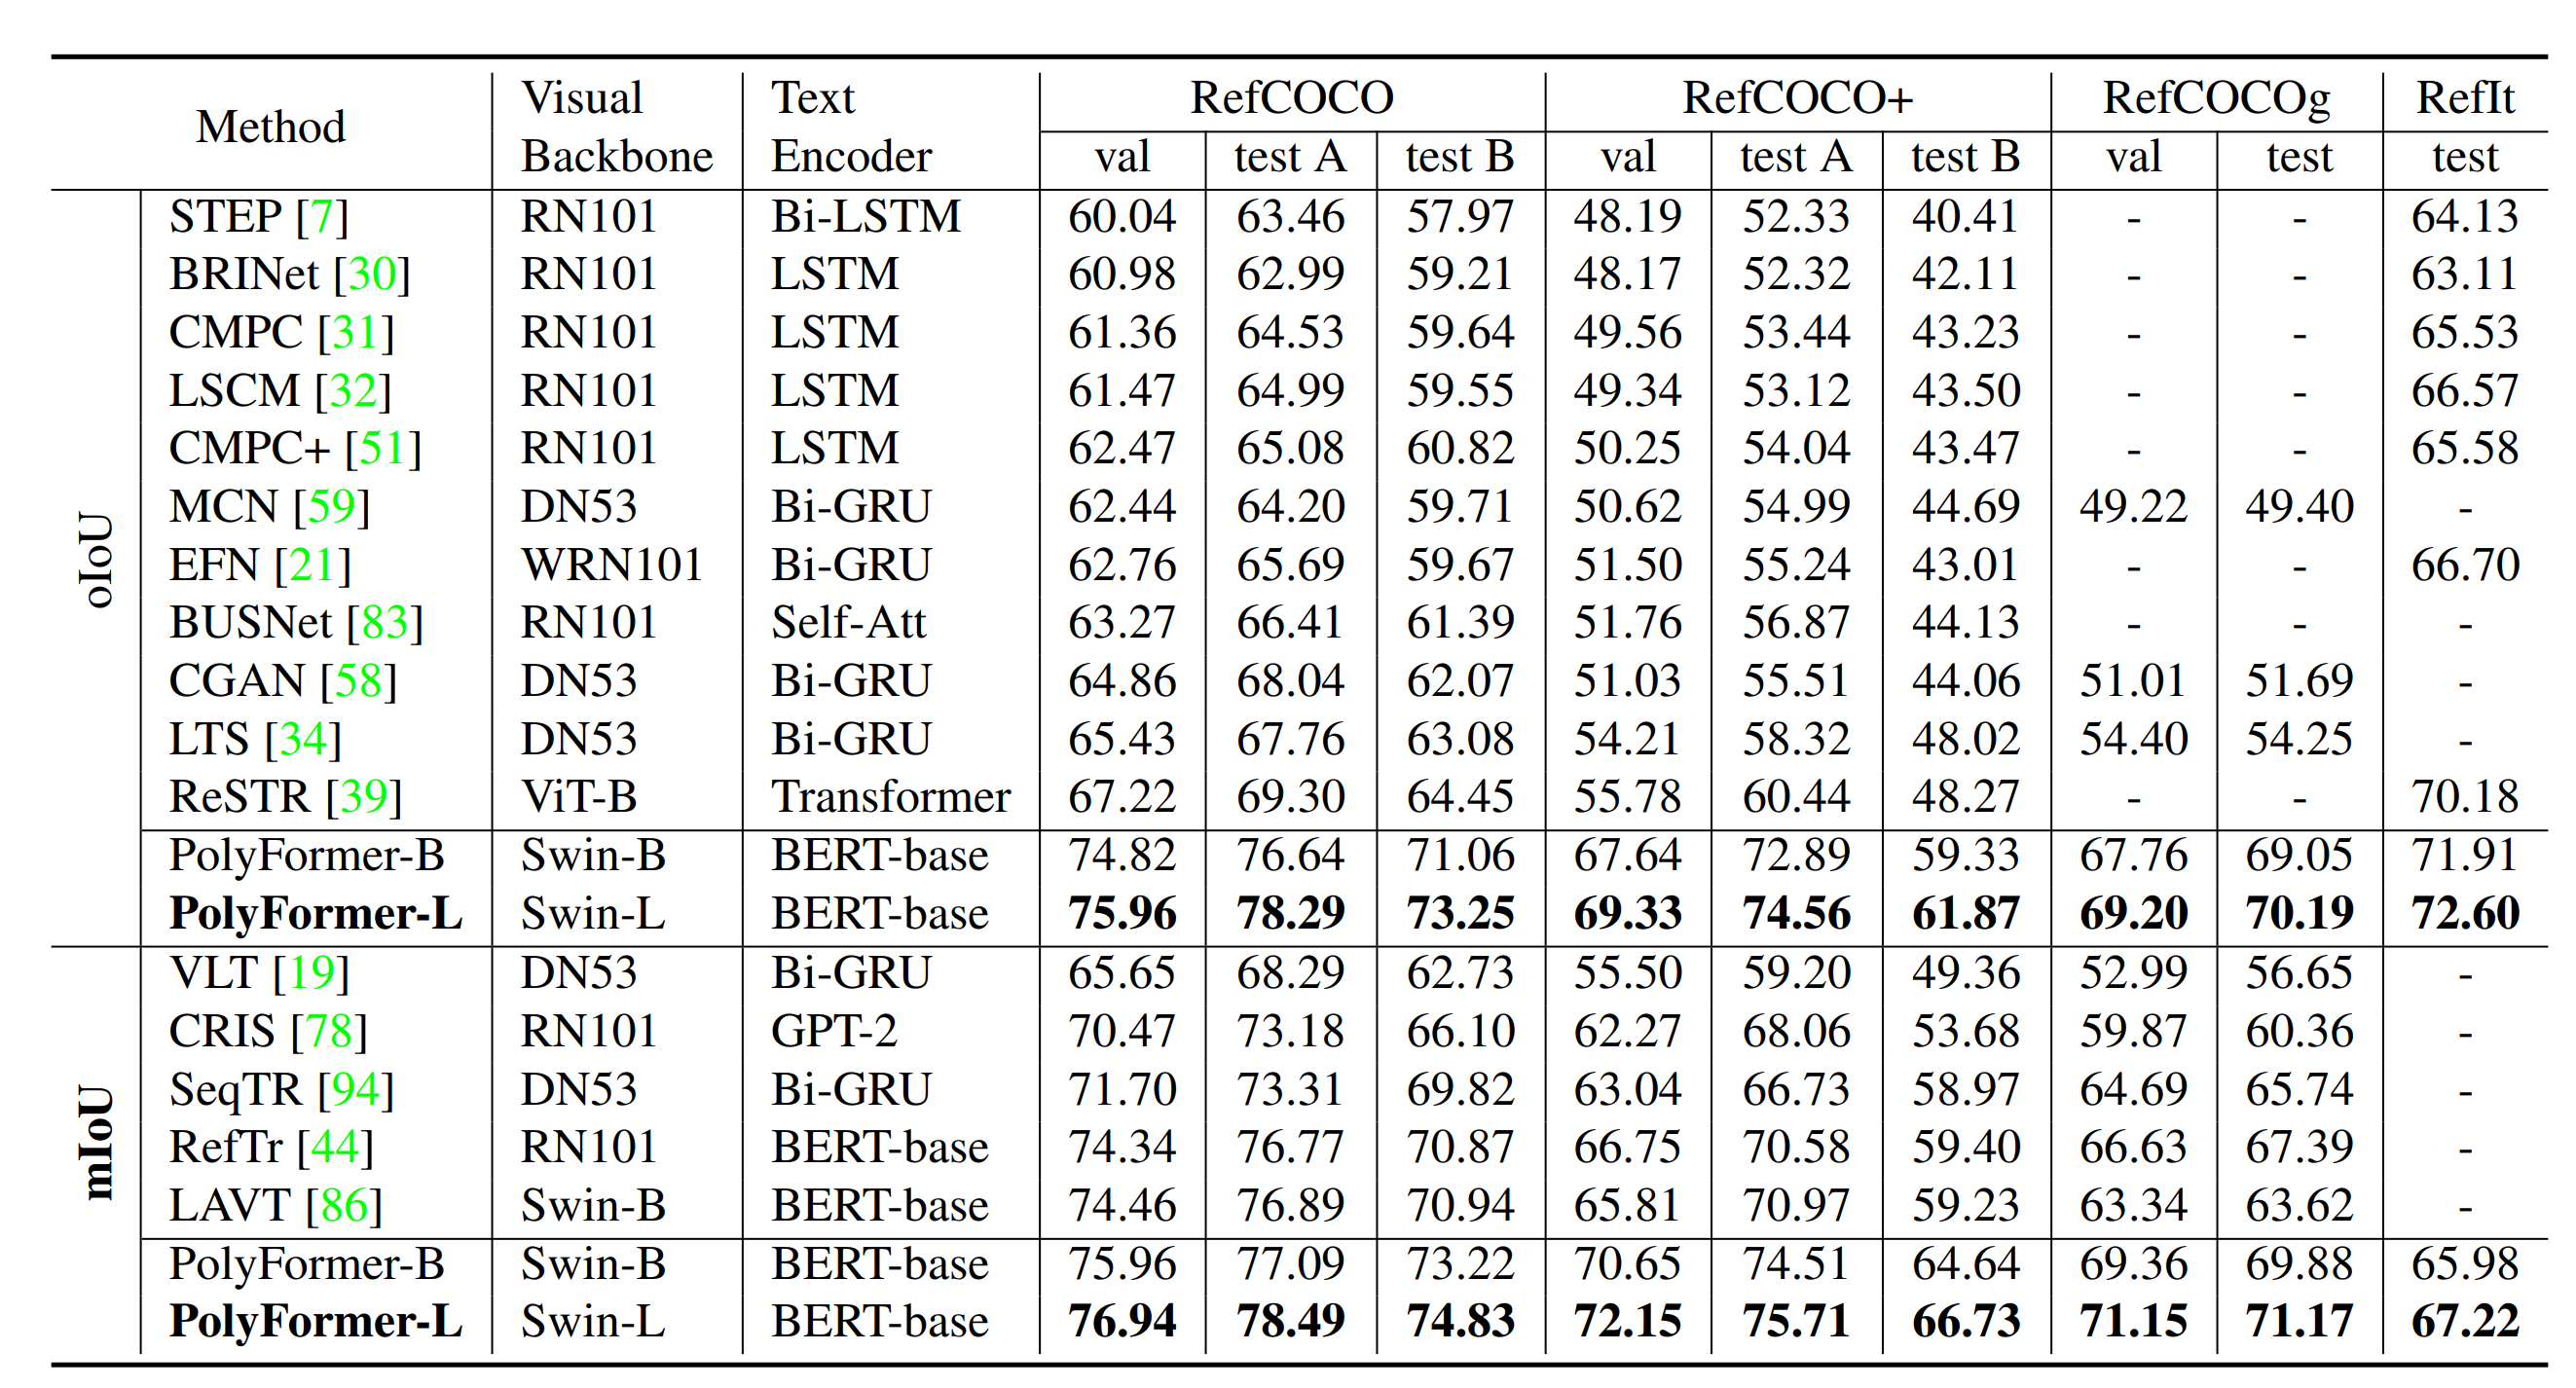 Method Visual Backbone Text Encoder RefCOCO RefCOCO+ RefCOCOg RefIt
val test A test B val test A test B val test test
oIoU
STEP [7] RN101 Bi-LSTM 60.04 63.46 57.97 48.19 52.33 40.41 - - 64.13
BRINet [30] RN101 LSTM 60.98 62.99 59.21 48.17 52.32 42.11 - - 63.11
CMPC [31] RN101 LSTM 61.36 64.53 59.64 49.56 53.44 43.23 - - 65.53
LSCM [32] RN101 LSTM 61.47 64.99 59.55 49.34 53.12 43.50 - - 66.57
CMPC+ [51] RN101 LSTM 62.47 65.08 60.82 50.25 54.04 43.47 - - 65.58
MCN [59] DN53 Bi-GRU 62.44 64.20 59.71 50.62 54.99 44.69 49.22 49.40 -
EFN [21] WRN101 Bi-GRU 62.76 65.69 59.67 51.50 55.24 43.01 - - 66.70
BUSNet [83] RN101 Self-Att 63.27 66.41 61.39 51.76 56.87 44.13 - - -
CGAN [58] DN53 Bi-GRU 64.86 68.04 62.07 51.03 55.51 44.06 51.01 51.69 -
LTS [34] DN53 Bi-GRU 65.43 67.76 63.08 54.21 58.32 48.02 54.40 54.25 -
ReSTR [39] ViT-B Transformer 67.22 69.30 64.45 55.78 60.44 48.27 - - 70.18
PolyFormer-B Swin-B BERT-base 74.82 76.64 71.06 67.64 72.89 59.33 67.76 69.05 71.91
PolyFormer-L Swin-L BERT-base 75.96 78.29 73.25 69.33 74.56 61.87 69.20 70.19 72.60
mIoU
VLT [19] DN53 Bi-GRU 65.65 68.29 62.73 55.50 59.20 49.36 52.99 56.65 -
CRIS [78] RN101 GPT-2 70.47 73.18 66.10 62.27 68.06 53.68 59.87 60.36 -
SeqTR [94] DN53 Bi-GRU 71.70 73.31 69.82 63.04 66.73 58.97 64.69 65.74 -
RefTr [44] RN101 BERT-base 74.34 76.77 70.87 66.75 70.58 59.40 66.63 67.39 -
LAVT [86] Swin-B BERT-base 74.46 76.89 70.94 65.81 70.97 59.23 63.34 63.62 -
PolyFormer-B Swin-B BERT-base 75.96 77.09 73.22 70.65 74.51 64.64 69.36 69.88 65.98
PolyFormer-L Swin-L BERT-base 76.94 78.49 74.83 72.15 75.71 66.73 71.15 71.17 67.22